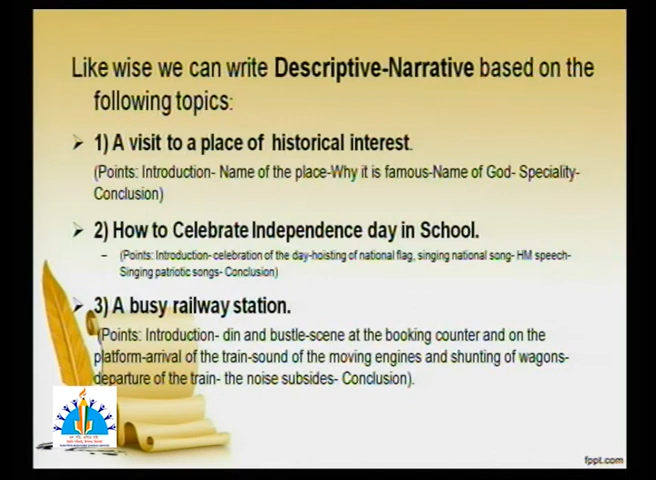 Like wise we can write Descriptive-Narrative based on the
following topics:
1) A visit to a place of historical interest.
(Points: Introduction- Name of the place-Why it is famous-Name of God- Speciality-
Conclusion)
2) How to Celebrate Independence day in School.
– (Points: Introduction- celebration of the day-hoisting of national flag, singing national song- HM speech-
Singing patriotic songs- Conclusion)
3) A busy railway station.
(Points: Introduction- din and bustle-scene at the booking counter and on the
platform-arrival of the train-sound of the moving engines and shunting of wagons-
departure of the train- the noise subsides- Conclusion).
fppt.com